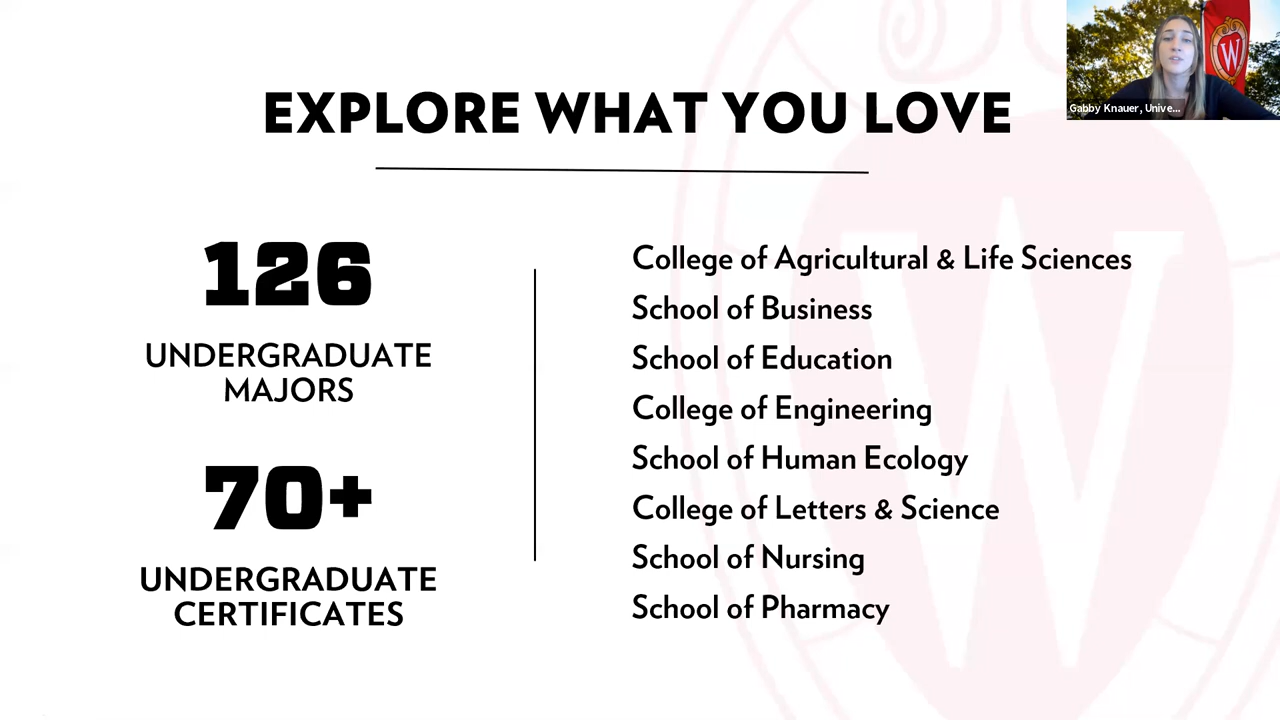 EXPLORE WHAT YOU LOVE
126
UNDERGRADUATE
MAJORS
70+
UNDERGRADUATE
CERTIFICATES
College of Agricultural & Life Sciences
School of Business
School of Education
College of Engineering
School of Human Ecology
College of Letters & Science
School of Nursing
School of Pharmacy
W
Gabby Knauer, Unive...
W